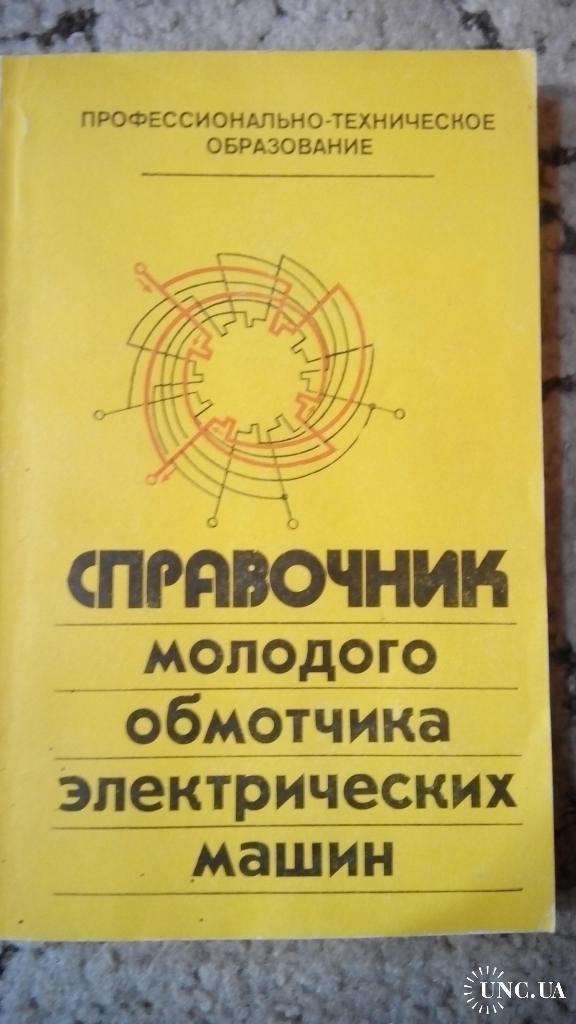 ПРОФЕССИОНАЛЬНО-ТЕХНИЧЕСКОЕ
ОБРАЗОВАНИЕ
СПРАВОЧНИК
молодого
обмотчика
электрических
машин
UNC.UA